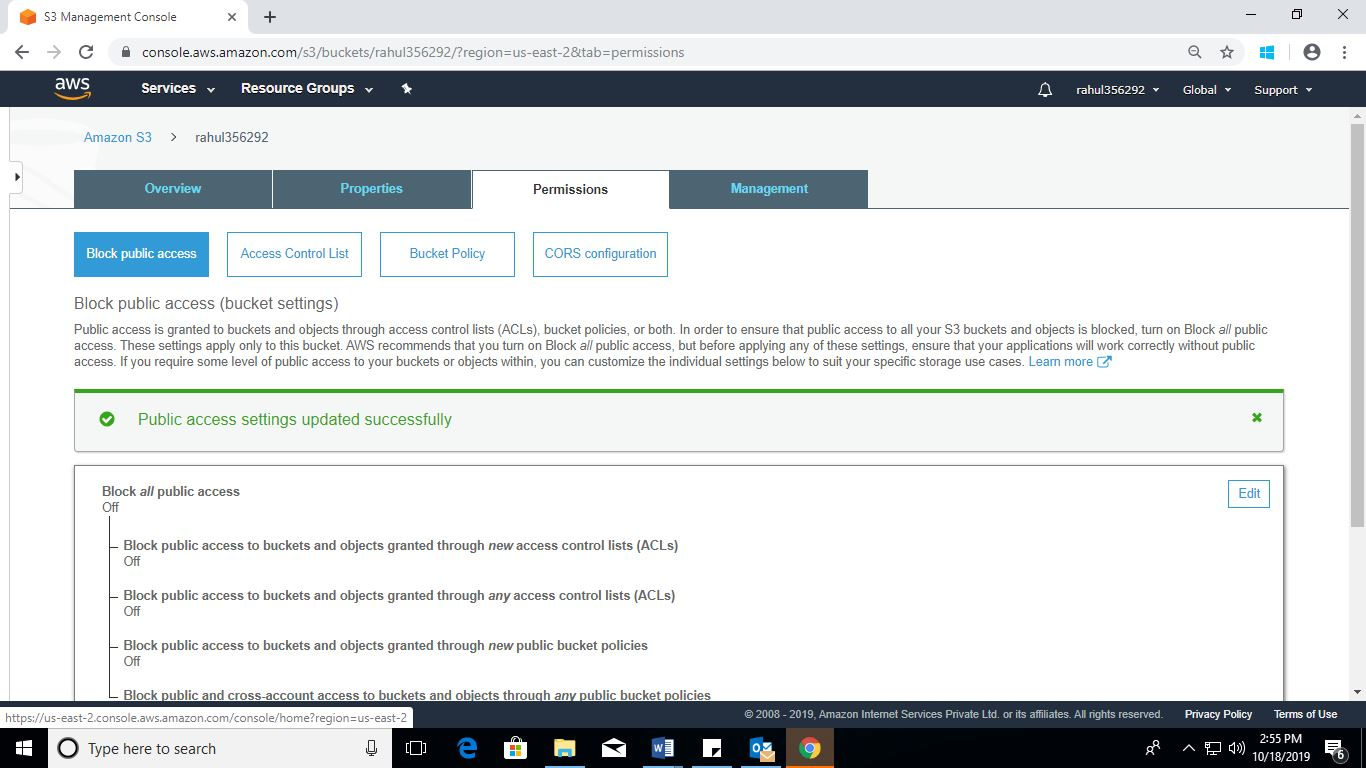 S3 Management Console
console.aws.amazon.com/s3/buckets/rahul356292/?region=us-east-2&tab=permissions
aws Services Resource Groups rahul356292 Global Support
Amazon S3 > rahul356292
Overview Properties Permissions Management
Block public access Access Control List Bucket Policy CORS configuration
Block public access (bucket settings)
Public access is granted to buckets and objects through access control lists (ACLs), bucket policies, or both. In order to ensure that public access to all your S3 buckets and objects is blocked, turn on Block all public
access. These settings apply only to this bucket. AWS recommends that you turn on Block all public access, but before applying any of these settings, ensure that your applications will work correctly without public
access. If you require some level of public access to your buckets or objects within, you can customize the individual settings below to suit your specific storage use cases. Learn more
Public access settings updated successfully
Block all public access Edit
Off
Block public access to buckets and objects granted through new access control lists (ACLs)
Off
Block public access to buckets and objects granted through any access control lists (ACLs)
Off
Block public access to buckets and objects granted through new public bucket policies
Off
Block public and cross-account access to buckets and objects through any public bucket policies
https://us-east-2.console.aws.amazon.com/console/home?region=us-east-2
© 2008 - 2019, Amazon Internet Services Private Ltd. or its affiliates. All rights reserved. Privacy Policy Terms of Use
Type here to search
2:55 PM
10/18/2019
6